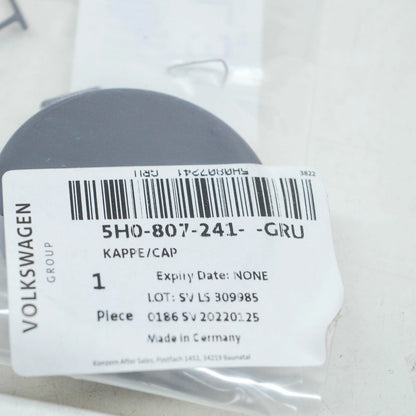 5H0807241 GRU
3822
VOLKSWAGEN
GROUP
5H0-807-241- -GRU
KAPPE/CAP
1
Expiry Date: NONE
LOT: SV LS 309985
Piece
0186 SV 20220125
Made in Germany
Konzern After Sales, Postfach 1451, 34219 Baunatal